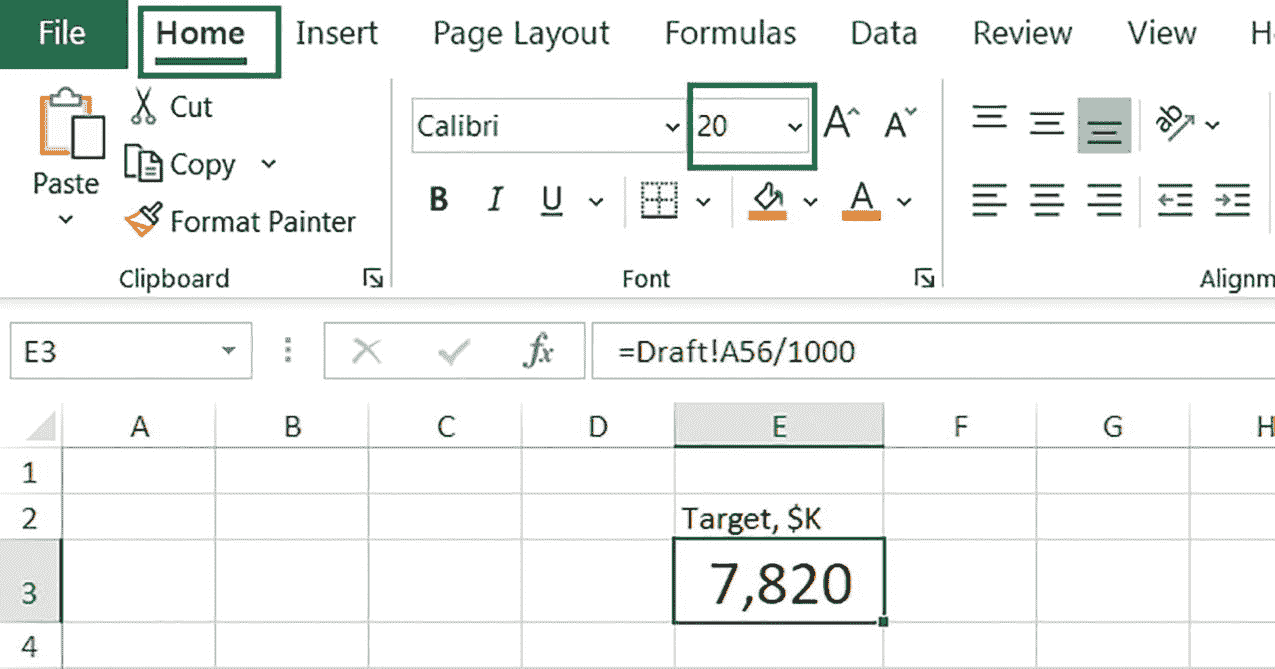 File Home Insert Page Layout Formulas Data Review View H
Cut
Calibri 20 A A ab
Copy
Paste
B I U A
Format Painter
Clipboard Font Alignm
E3 fx =Draft!A56/1000
A B C D E F G H
1
2 Target, $K
3 7,820
4